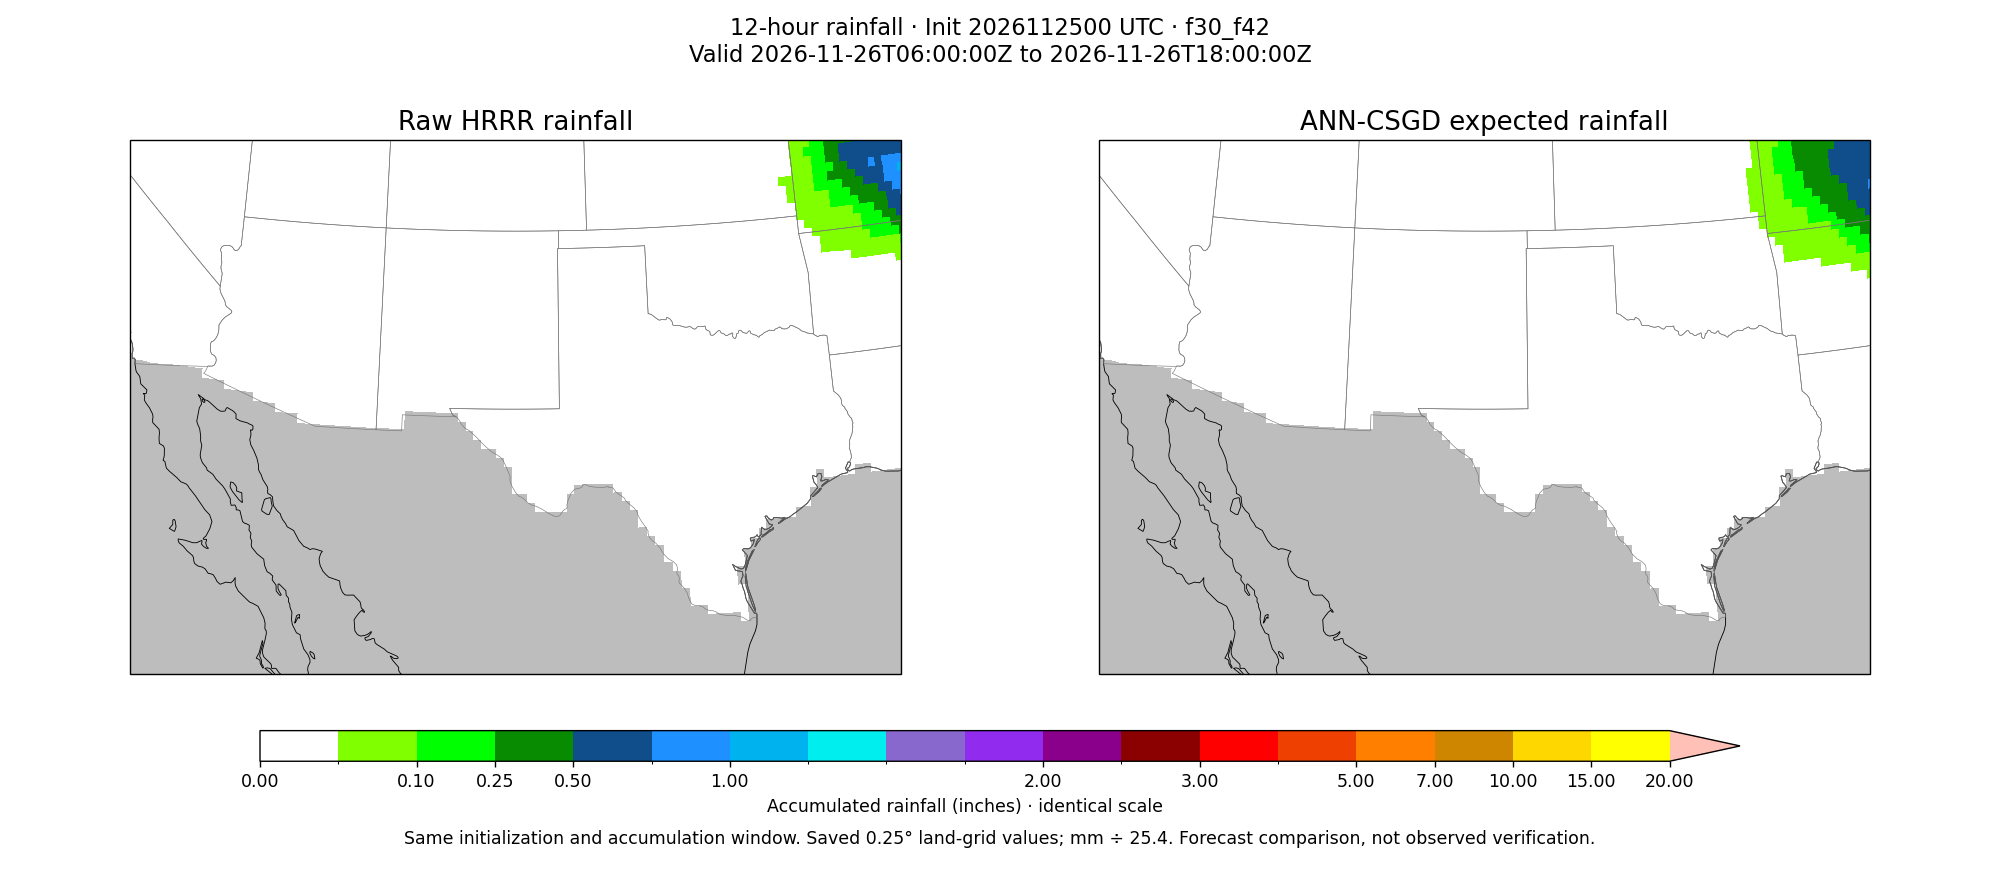 12-hour rainfall · Init 2026112500 UTC · f30_f42
Valid 2026-11-26T06:00:00Z to 2026-11-26T18:00:00Z
Raw HRRR rainfall
ANN-CSGD expected rainfall
0.00 0.10 0.25 0.50 1.00 2.00 3.00 5.00 7.00 10.00 15.00 20.00
Accumulated rainfall (inches) · identical scale
Same initialization and accumulation window. Saved 0.25° land-grid values; mm ÷ 25.4. Forecast comparison, not observed verification.